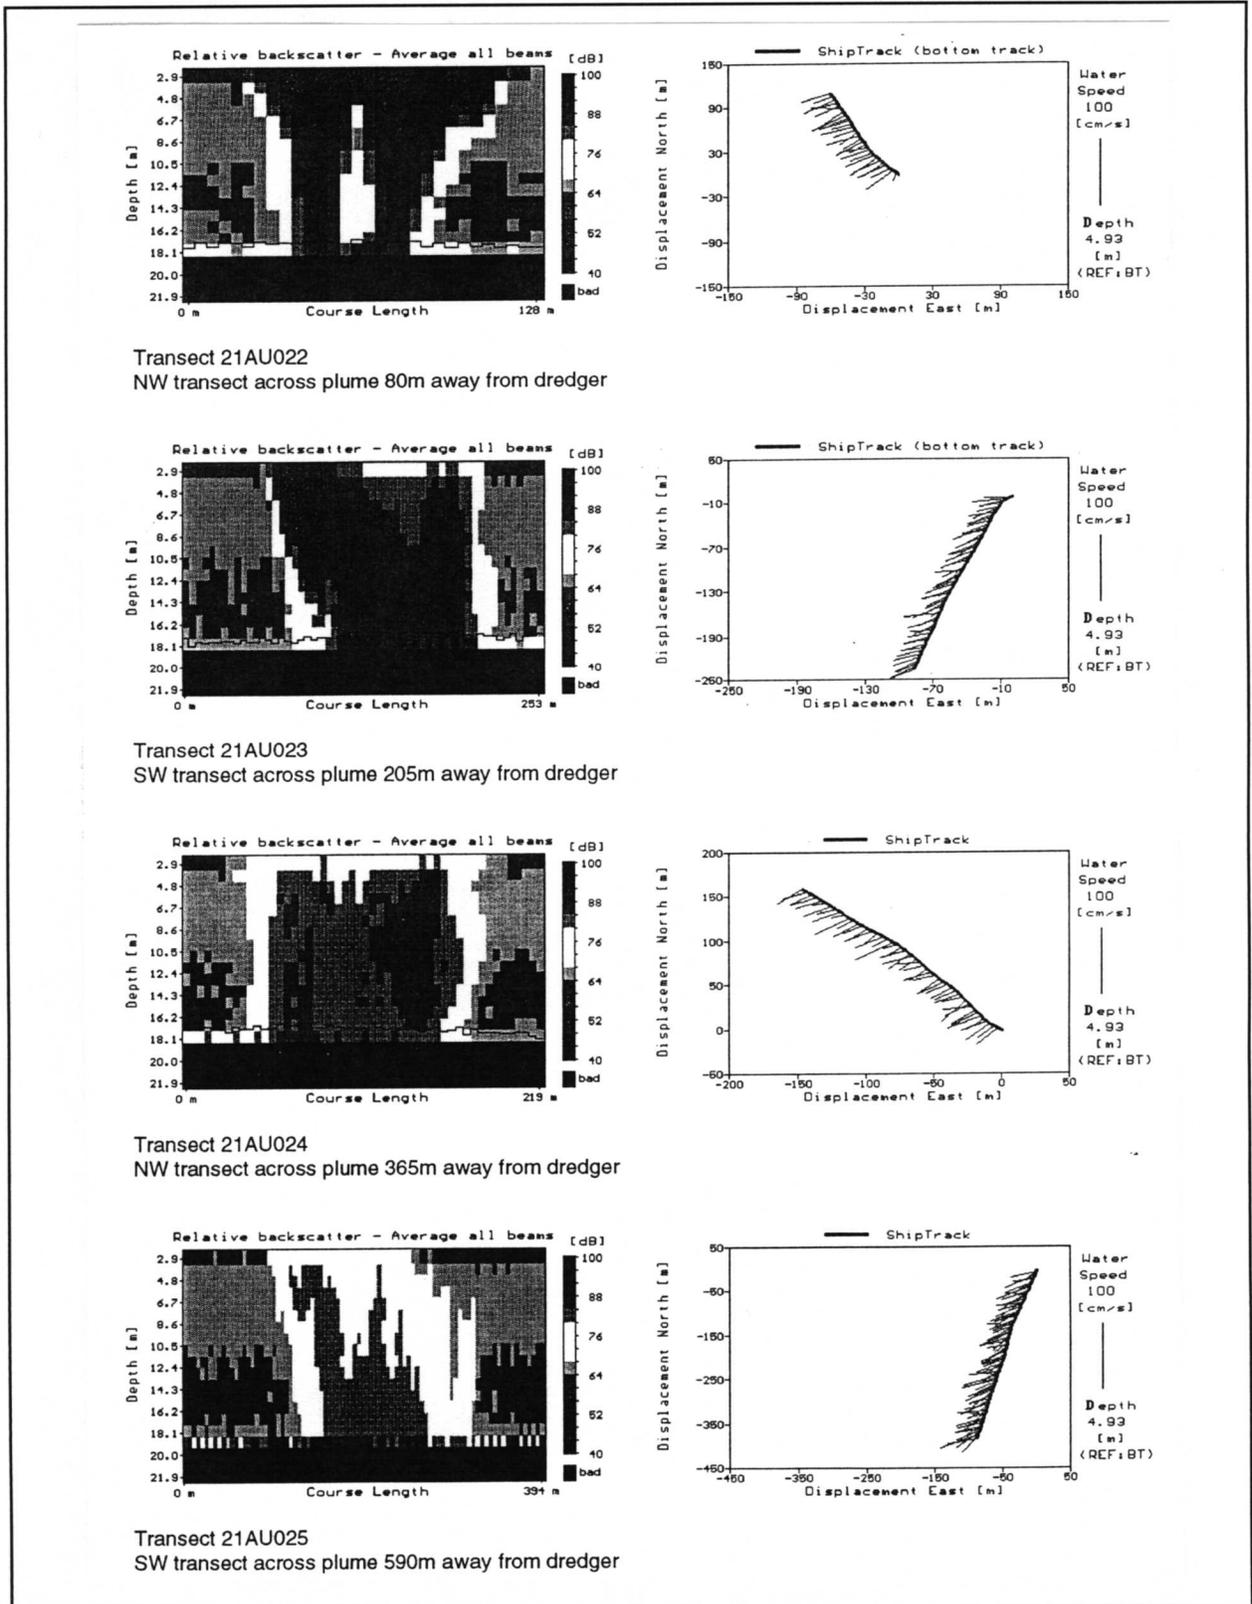 Relative backscatter - Average all beams [dB]
2.9
4.8
6.7
8.6
10.5
12.4
14.3
16.2
18.1
20.0
21.9
Depth [m]
100
88
76
64
52
40
bad
0 m Course Length 128 m
ShipTrack (bottom track)
150
90
30
-30
-90
-150
Displacement North [m]
-150 -90 -30 30 90 150
Displacement East [m]
Water
Speed
100
[cm/s]
Depth
4.93
[m]
(REF:BT)
Transect 21AU022
NW transect across plume 80m away from dredger
Relative backscatter - Average all beams [dB]
2.9
4.8
6.7
8.6
10.5
12.4
14.3
16.2
18.1
20.0
21.9
Depth [m]
100
88
76
64
52
40
bad
0 m Course Length 253 m
ShipTrack (bottom track)
50
-10
-70
-130
-190
-250
Displacement North [m]
-250 -190 -130 -70 -10 50
Displacement East [m]
Water
Speed
100
[cm/s]
Depth
4.93
[m]
(REF:BT)
Transect 21AU023
SW transect across plume 205m away from dredger
Relative backscatter - Average all beams [dB]
2.9
4.8
6.7
8.6
10.5
12.4
14.3
16.2
18.1
20.0
21.9
Depth [m]
100
88
76
64
52
40
bad
0 m Course Length 219 m
ShipTrack
200
150
100
50
0
-50
Displacement North [m]
-200 -150 -100 -50 0 50
Displacement East [m]
Water
Speed
100
[cm/s]
Depth
4.93
[m]
(REF:BT)
Transect 21AU024
NW transect across plume 365m away from dredger
Relative backscatter - Average all beams [dB]
2.9
4.8
6.7
8.6
10.5
12.4
14.3
16.2
18.1
20.0
21.9
Depth [m]
100
88
76
64
52
40
bad
0 m Course Length 394 m
ShipTrack
50
-50
-150
-250
-350
-450
Displacement North [m]
-450 -350 -250 -150 -50 50
Displacement East [m]
Water
Speed
100
[cm/s]
Depth
4.93
[m]
(REF:BT)
Transect 21AU025
SW transect across plume 590m away from dredger